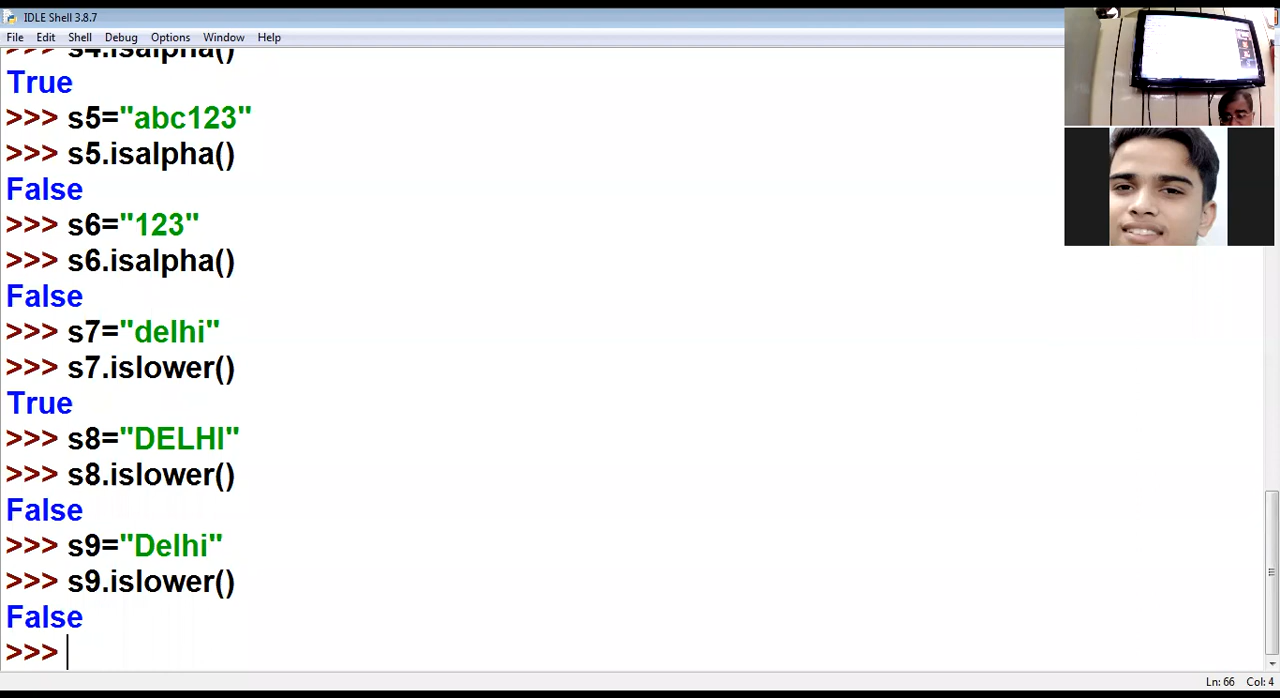 IDLE Shell 3.8.7
File Edit Shell Debug Options Window Help
>>> s4.isalpha()
True
>>> s5="abc123"
>>> s5.isalpha()
False
>>> s6="123"
>>> s6.isalpha()
False
>>> s7="delhi"
>>> s7.islower()
True
>>> s8="DELHI"
>>> s8.islower()
False
>>> s9="Delhi"
>>> s9.islower()
False
>>>
Ln: 66 Col: 4